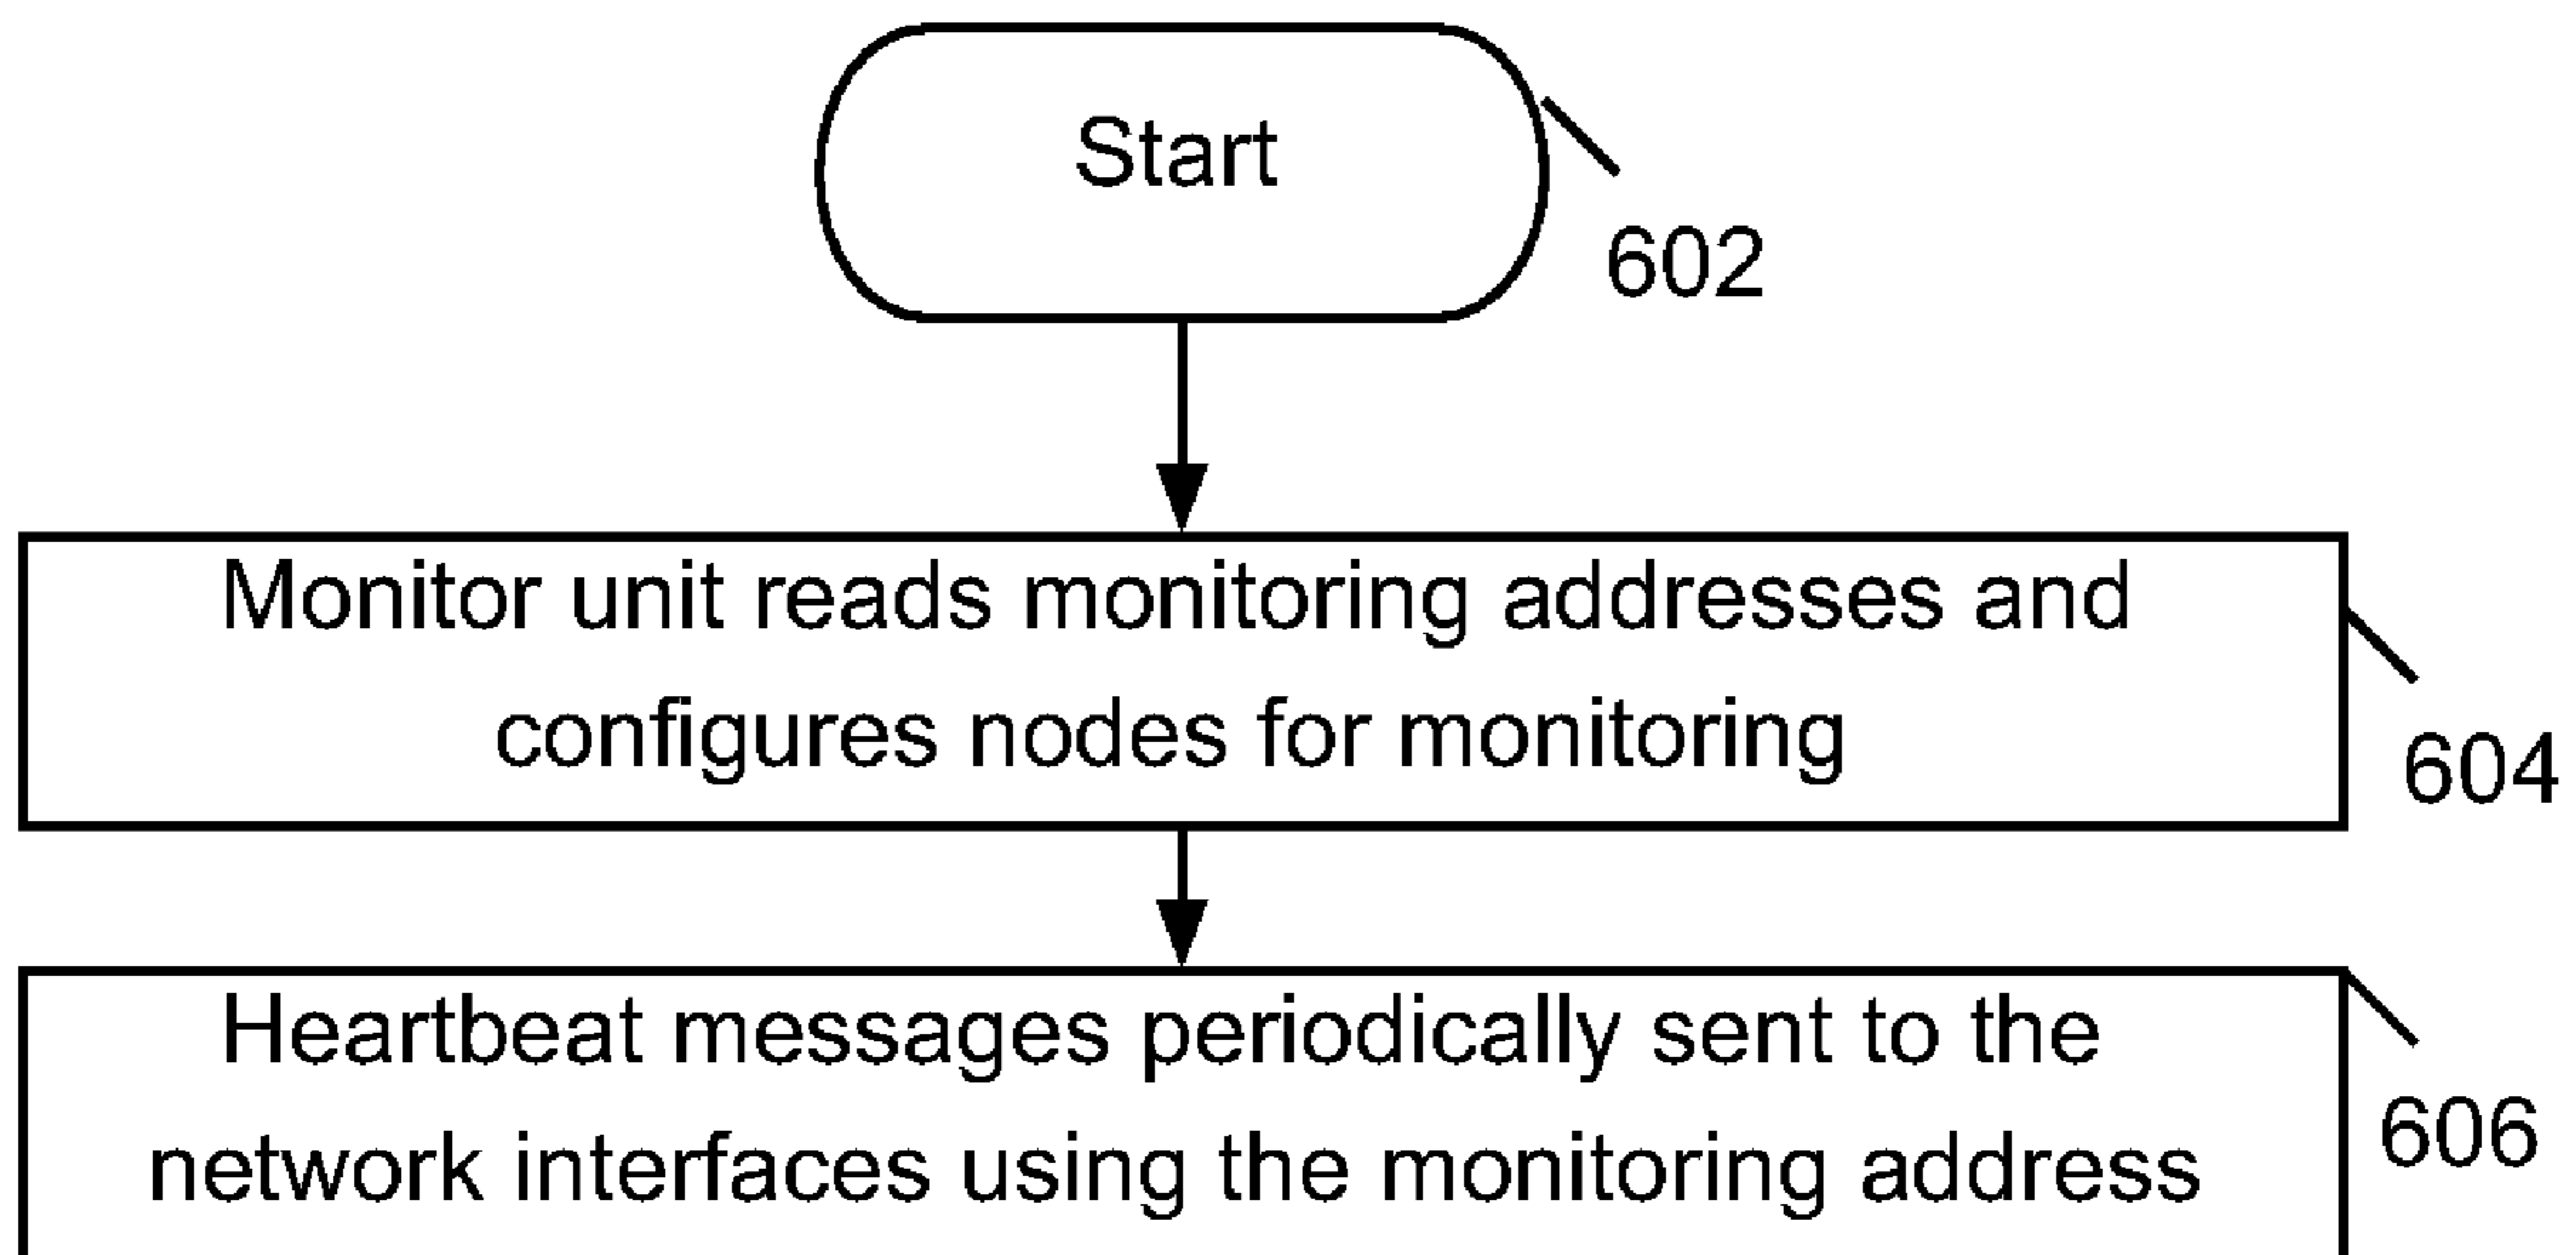 Start
602
Monitor unit reads monitoring addresses and
configures nodes for monitoring
604
Heartbeat messages periodically sent to the
network interfaces using the monitoring address
606